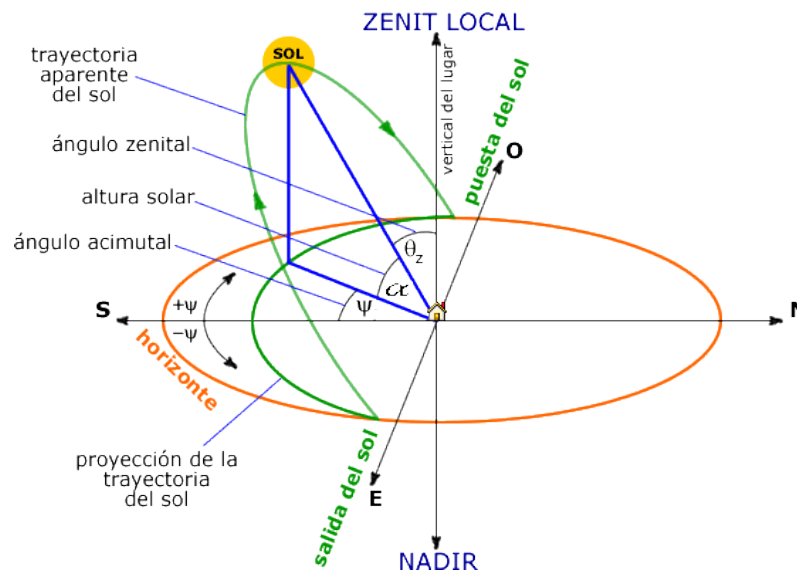 ZENIT LOCAL
trayectoria
aparente
del sol
SOL
vertical del lugar
puesta del sol
O
ángulo zenital
altura solar
ángulo acimutal
θz
α
ψ
S
N
+ψ
−ψ
horizonte
proyección de la
trayectoria
del sol
salida del sol
E
NADIR